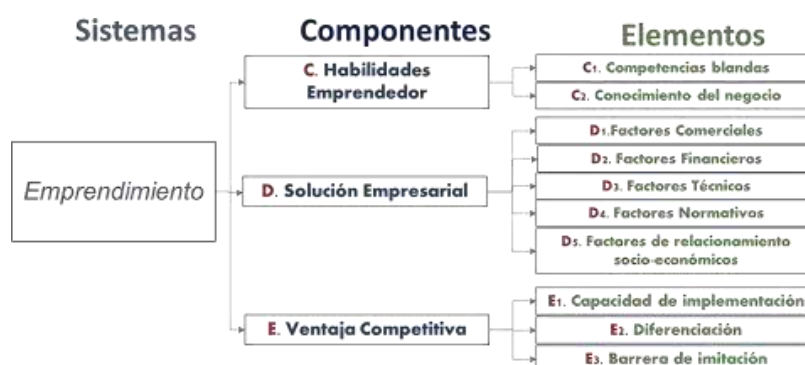 Sistemas
Componentes
Elementos
Emprendimiento
C. Habilidades
Emprendedor
C1. Competencias blandas
C2. Conocimiento del negocio
D. Solución Empresarial
D1.Factores Comerciales
D2. Factores Financieros
D3. Factores Técnicos
D4. Factores Normativos
D5. Factores de relacionamiento
socio-económicos
E. Ventaja Competitiva
E1. Capacidad de implementación
E2. Diferenciación
E3. Barrera de imitación